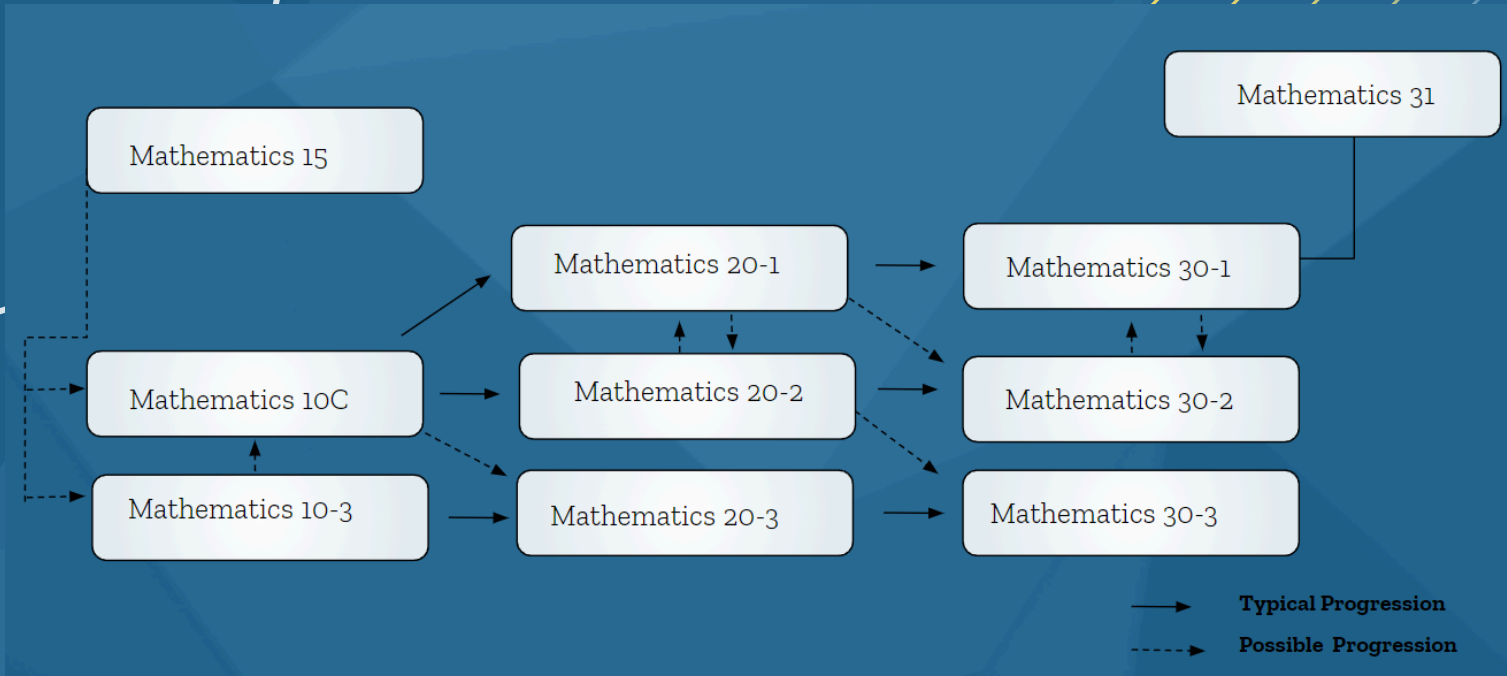 Mathematics 31
Mathematics 15
Mathematics 20-1
Mathematics 30-1
Mathematics 10C
Mathematics 20-2
Mathematics 30-2
Mathematics 10-3
Mathematics 20-3
Mathematics 30-3
Typical Progression
Possible Progression